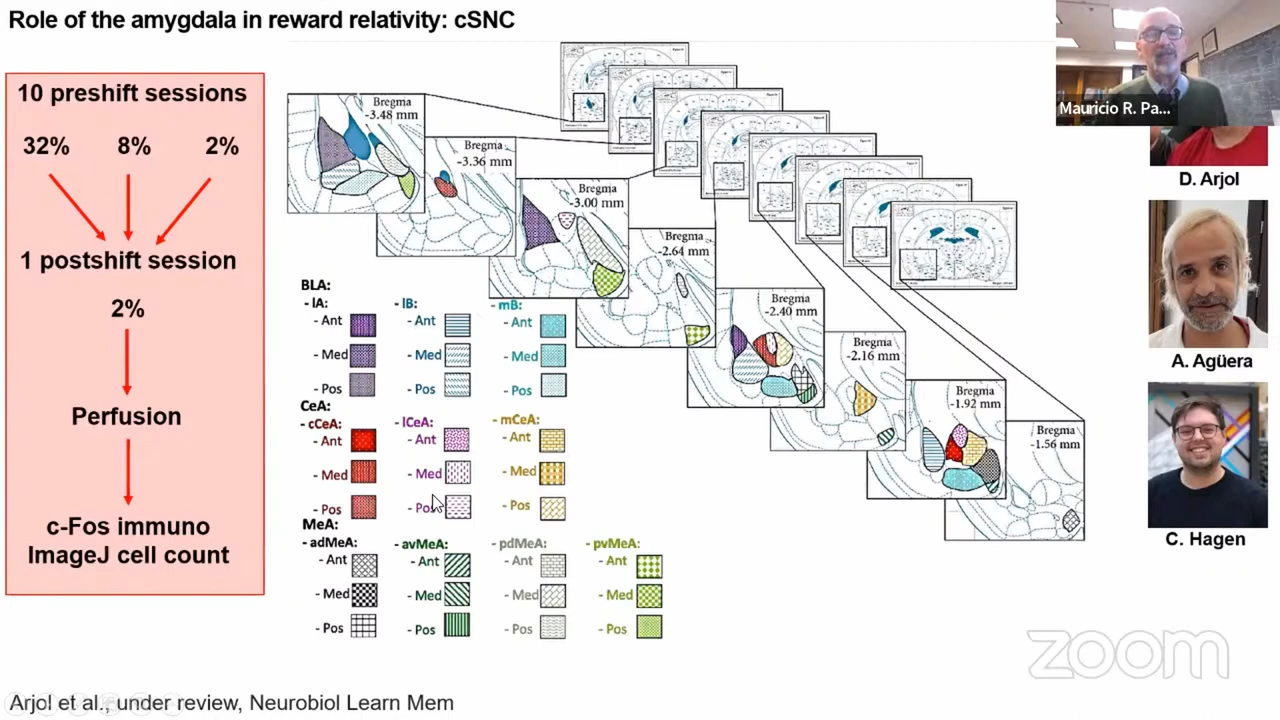 Role of the amygdala in reward relativity: cSNC
10 preshift sessions
32% 8% 2%
1 postshift session
2%
Perfusion
c-Fos immuno
ImageJ cell count
Bregma
-3.48 mm
Bregma
-3.36 mm
Bregma
-3.00 mm
Bregma
-2.64 mm
Bregma
-2.40 mm
Bregma
-2.16 mm
Bregma
-1.92 mm
Bregma
-1.56 mm
BLA:
- lA: - lB: - mB:
- Ant - Ant - Ant
- Med - Med - Med
- Pos - Pos - Pos
CeA:
- cCeA: - lCeA: mCeA:
- Ant - Ant - Ant
- Med - Med - Med
- Pos - Pos - Pos
MeA:
- adMeA: - avMeA: - pdMeA: - pvMeA:
- Ant - Ant - Ant - Ant
- Med - Med - Med - Med
- Pos - Pos - Pos - Pos
Mauricio R. Pa...
D. Arjol
A. Agüera
C. Hagen
zoom
Arjol et al., under review, Neurobiol Learn Mem